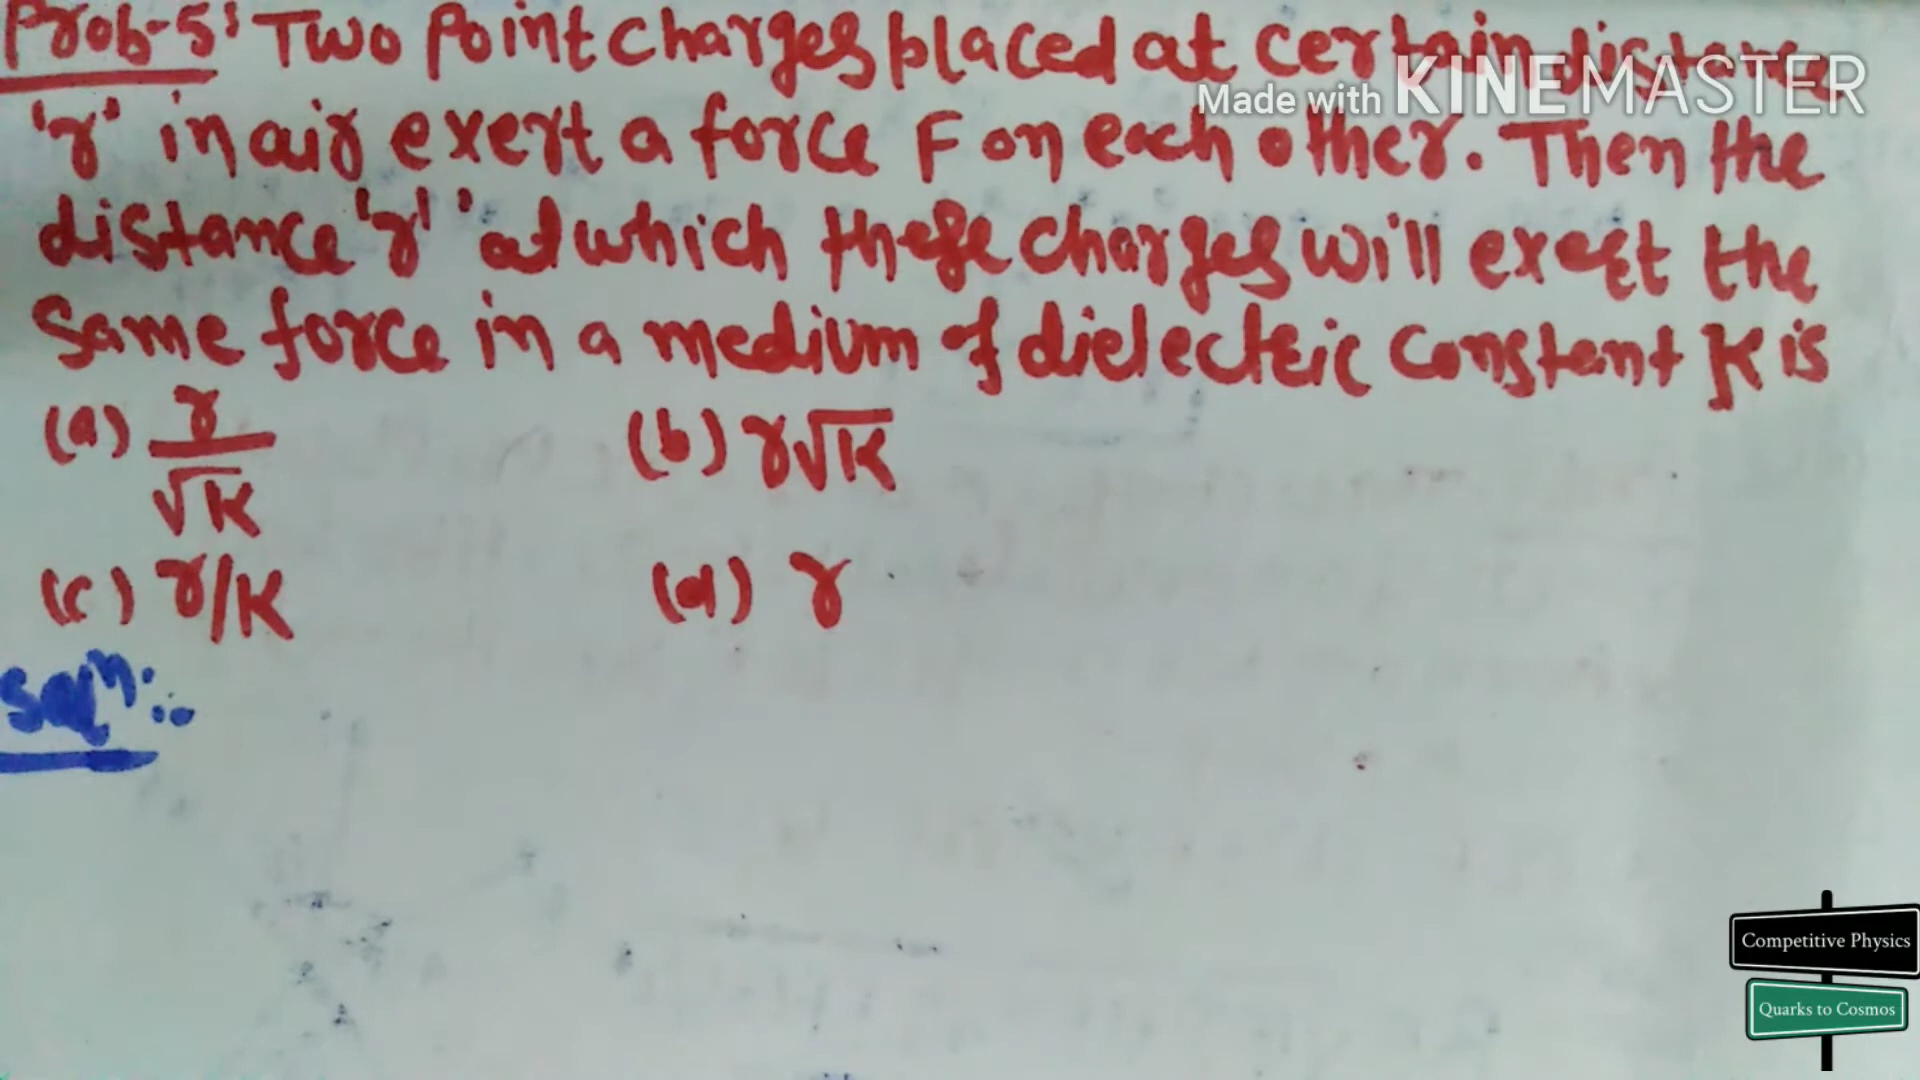 Prob-5: Two Point charges placed at certain distance
'r' in air exert a force F on each other. Then the
distance 'r'' at which these charges will exert the
same force in a medium of dielectric constant K is
(a) r/√K (b) r√K
(c) r/K (d) r
Solⁿ:-
Made with KINEMASTER
Competitive Physics
Quarks to Cosmos